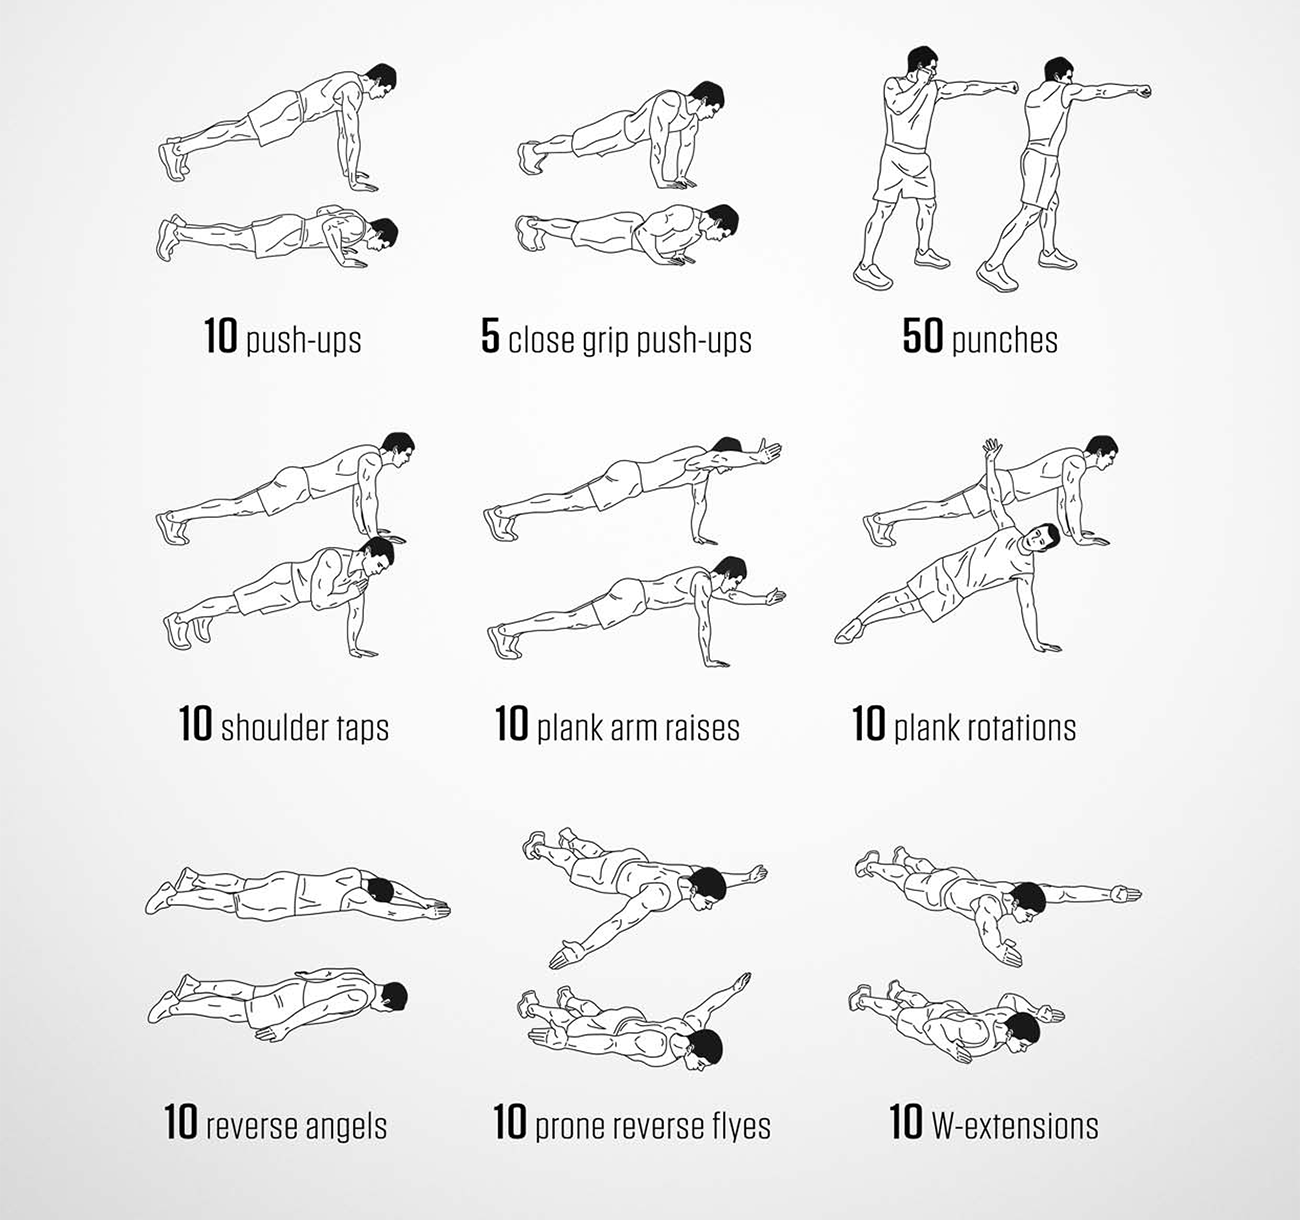 10 push-ups
5 close grip push-ups
50 punches
10 shoulder taps
10 plank arm raises
10 plank rotations
10 reverse angels
10 prone reverse flyes
10 W-extensions